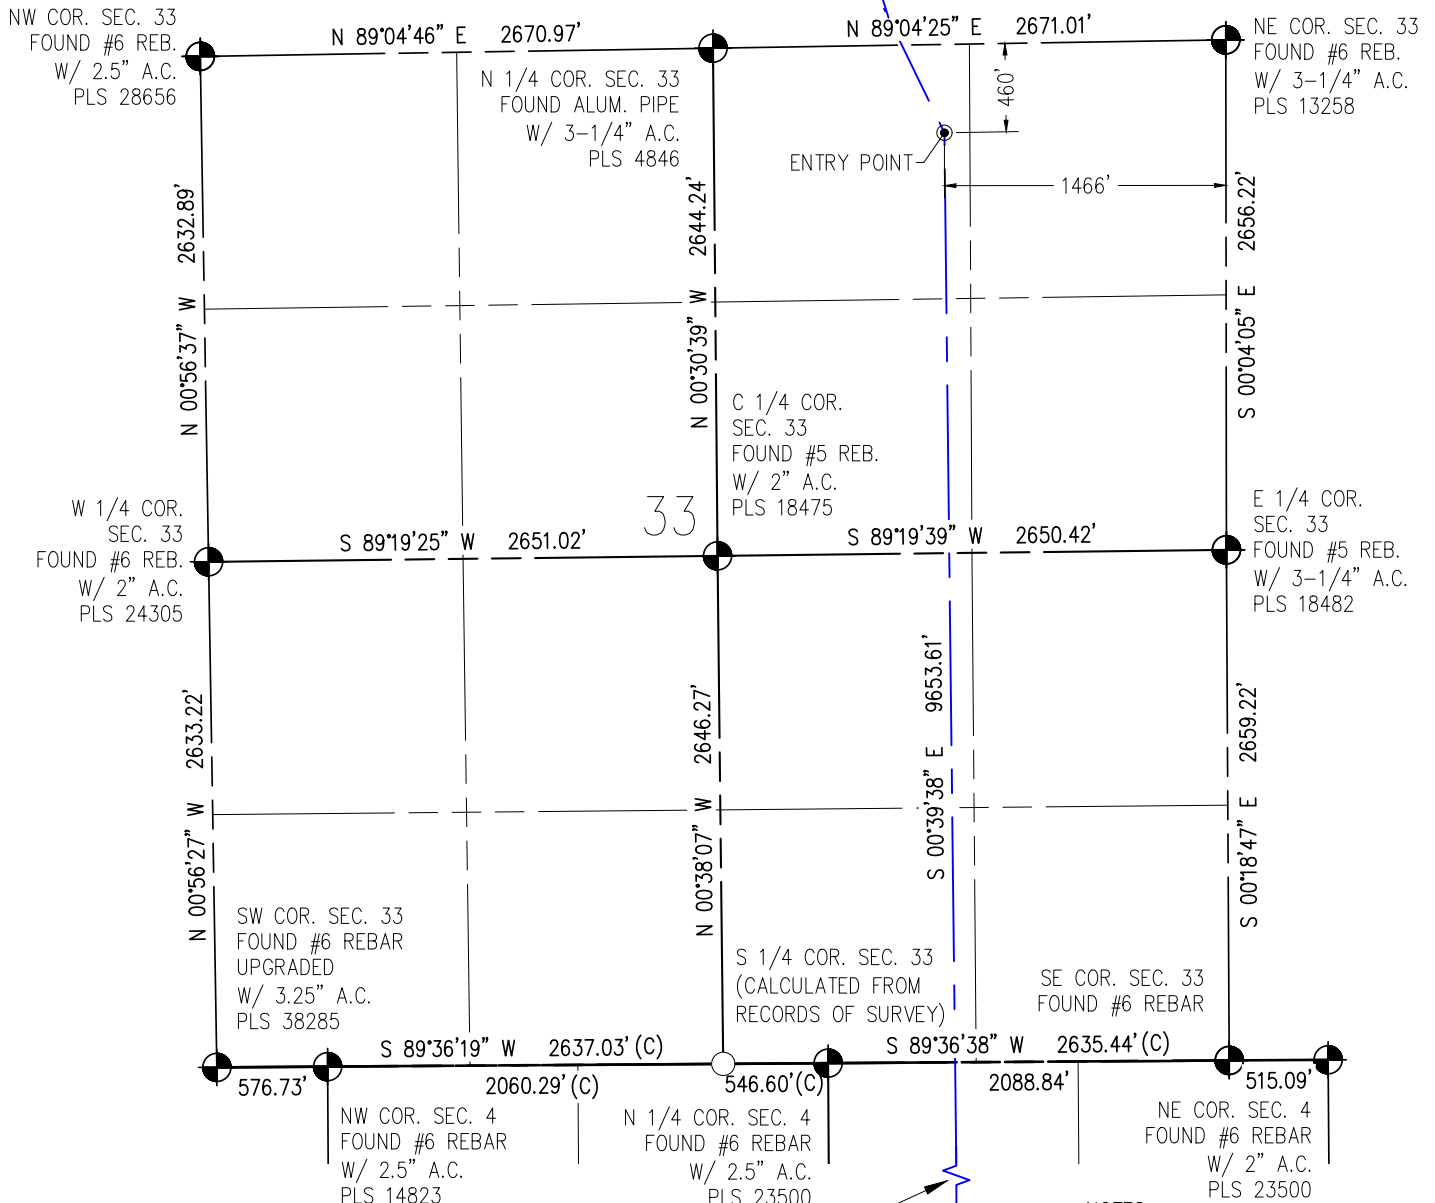 NW COR. SEC. 33
FOUND #6 REB.
W/ 2.5" A.C.
PLS 28656
N 89°04'46" E 2670.97'
N 1/4 COR. SEC. 33
FOUND ALUM. PIPE
W/ 3-1/4" A.C.
PLS 4846
N 89°04'25" E 2671.01'
NE COR. SEC. 33
FOUND #6 REB.
W/ 3-1/4" A.C.
PLS 13258
460'
ENTRY POINT
1466'
N 00°56'37" W 2632.89'
N 00°30'39" W 2644.24'
S 00°04'05" E 2656.22'
C 1/4 COR.
SEC. 33
FOUND #5 REB.
W/ 2" A.C.
PLS 18475
33
W 1/4 COR.
SEC. 33
FOUND #6 REB.
W/ 2" A.C.
PLS 24305
S 89°19'25" W 2651.02'
S 89°19'39" W 2650.42'
E 1/4 COR.
SEC. 33
FOUND #5 REB.
W/ 3-1/4" A.C.
PLS 18482
N 00°56'27" W 2633.22'
N 00°38'07" W 2646.27'
S 00°39'38" E 9653.61'
S 00°18'47" E 2659.22'
SW COR. SEC. 33
FOUND #6 REBAR
UPGRADED
W/ 3.25" A.C.
PLS 38285
S 1/4 COR. SEC. 33
(CALCULATED FROM
RECORDS OF SURVEY)
SE COR. SEC. 33
FOUND #6 REBAR
S 89°36'19" W 2637.03' (C)
S 89°36'38" W 2635.44' (C)
576.73'
2060.29' (C)
546.60' (C)
2088.84'
515.09'
NW COR. SEC. 4
FOUND #6 REBAR
W/ 2.5" A.C.
PLS 14823
N 1/4 COR. SEC. 4
FOUND #6 REBAR
W/ 2.5" A.C.
PLS 23500
NE COR. SEC. 4
FOUND #6 REBAR
W/ 2" A.C.
PLS 23500